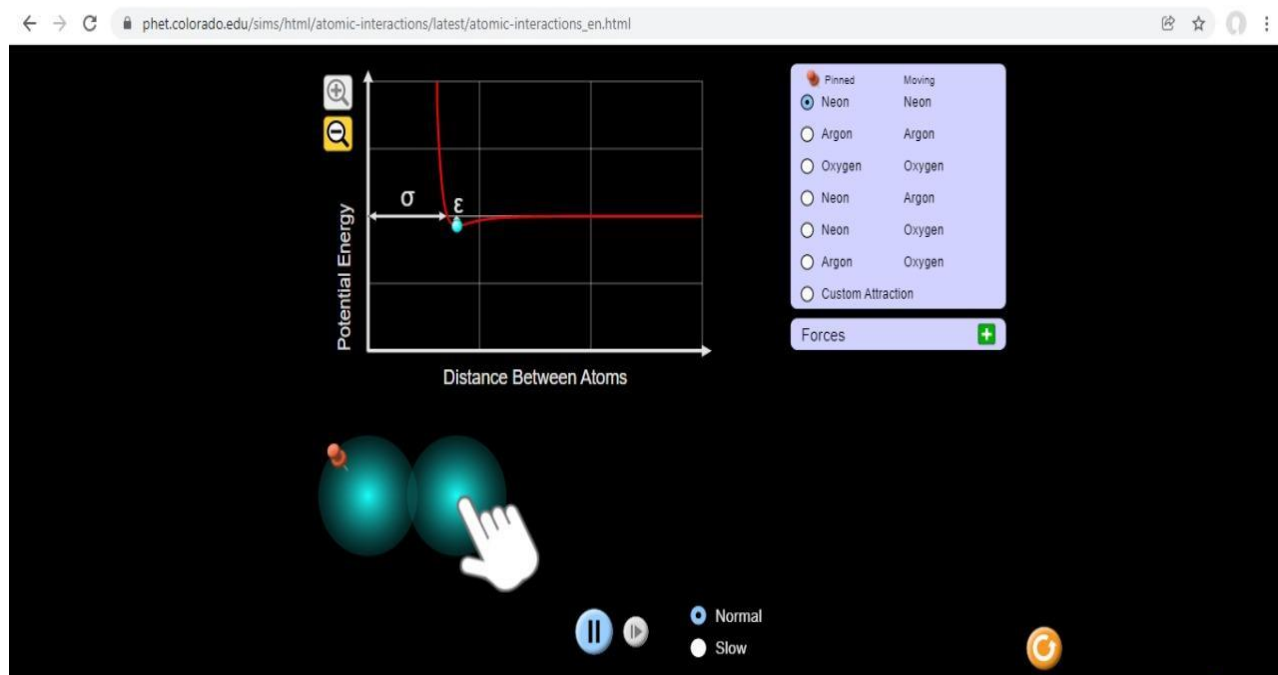 phet.colorado.edu/sims/html/atomic-interactions/latest/atomic-interactions_en.html
σ
ε
Potential Energy
Distance Between Atoms
Pinned Moving
Neon Neon
Argon Argon
Oxygen Oxygen
Neon Argon
Neon Oxygen
Argon Oxygen
Custom Attraction
Forces
Normal
Slow